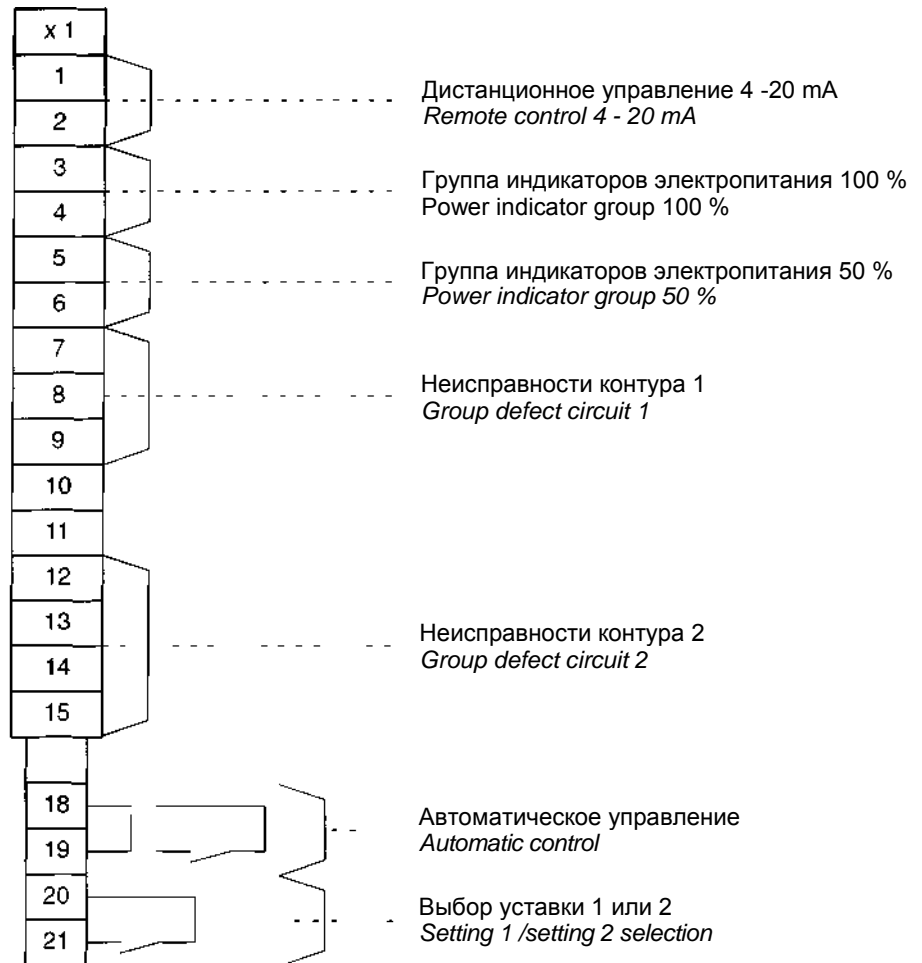 x 1
1
2
Дистанционное управление 4 -20 mA
Remote control 4 - 20 mA
3
4
Группа индикаторов электропитания 100 %
Power indicator group 100 %
5
6
Группа индикаторов электропитания 50 %
Power indicator group 50 %
7
8
9
Неисправности контура 1
Group defect circuit 1
10
11
12
13
14
15
Неисправности контура 2
Group defect circuit 2
18
19
Автоматическое управление
Automatic control
20
21
Выбор уставки 1 или 2
Setting 1 /setting 2 selection